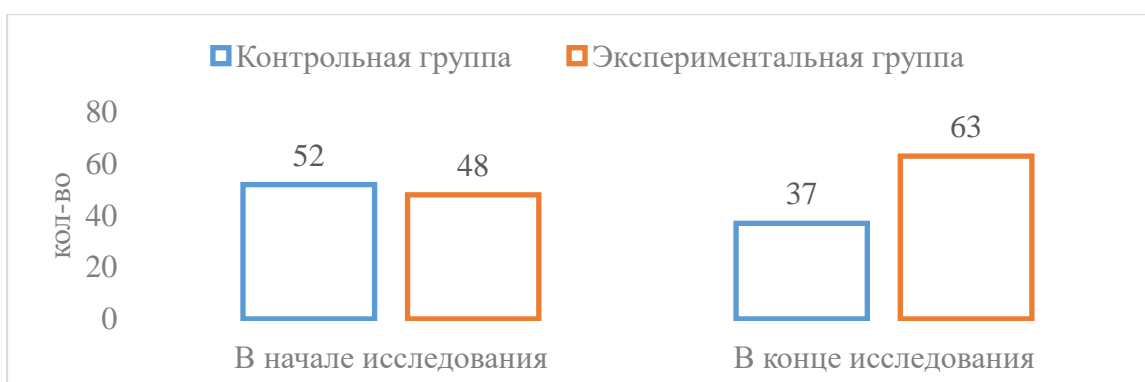 Контрольная группа Экспериментальная группа
80
60
40
20
0
кол-во
52
48
37
63
В начале исследования
В конце исследования